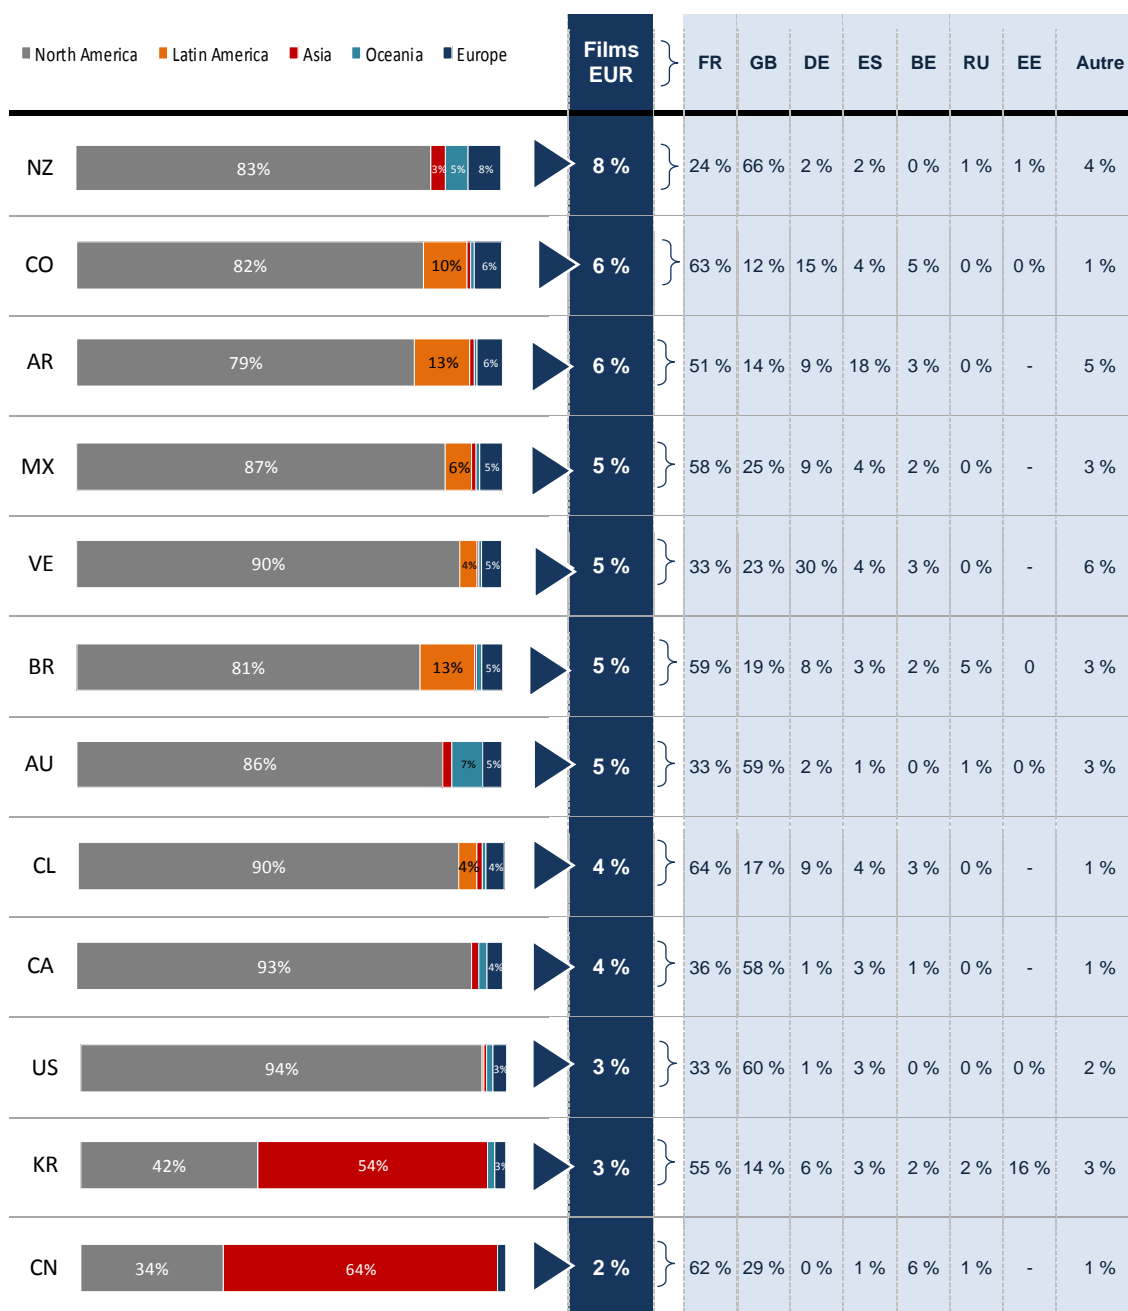 North America Latin America Asia Oceania Europe
Films
EUR
FR GB DE ES BE RU EE Autre
NZ 83% 3% 5% 8% 8 % 24 % 66 % 2 % 2 % 0 % 1 % 1 % 4 %
CO 82% 10% 6% 6 % 63 % 12 % 15 % 4 % 5 % 0 % 0 % 1 %
AR 79% 13% 6% 6 % 51 % 14 % 9 % 18 % 3 % 0 % - 5 %
MX 87% 6% 5% 5 % 58 % 25 % 9 % 4 % 2 % 0 % - 3 %
VE 90% 4% 5% 5 % 33 % 23 % 30 % 4 % 3 % 0 % - 6 %
BR 81% 13% 5% 5 % 59 % 19 % 8 % 3 % 2 % 5 % 0 3 %
AU 86% 7% 5% 5 % 33 % 59 % 2 % 1 % 0 % 1 % 0 % 3 %
CL 90% 4% 4% 4 % 64 % 17 % 9 % 4 % 3 % 0 % - 1 %
CA 93% 4% 4 % 36 % 58 % 1 % 3 % 1 % 0 % - 1 %
US 94% 3% 3 % 33 % 60 % 1 % 3 % 0 % 0 % 0 % 2 %
KR 42% 54% 3% 3 % 55 % 14 % 6 % 3 % 2 % 2 % 16 % 3 %
CN 34% 64% 2 % 62 % 29 % 0 % 1 % 6 % 1 % - 1 %